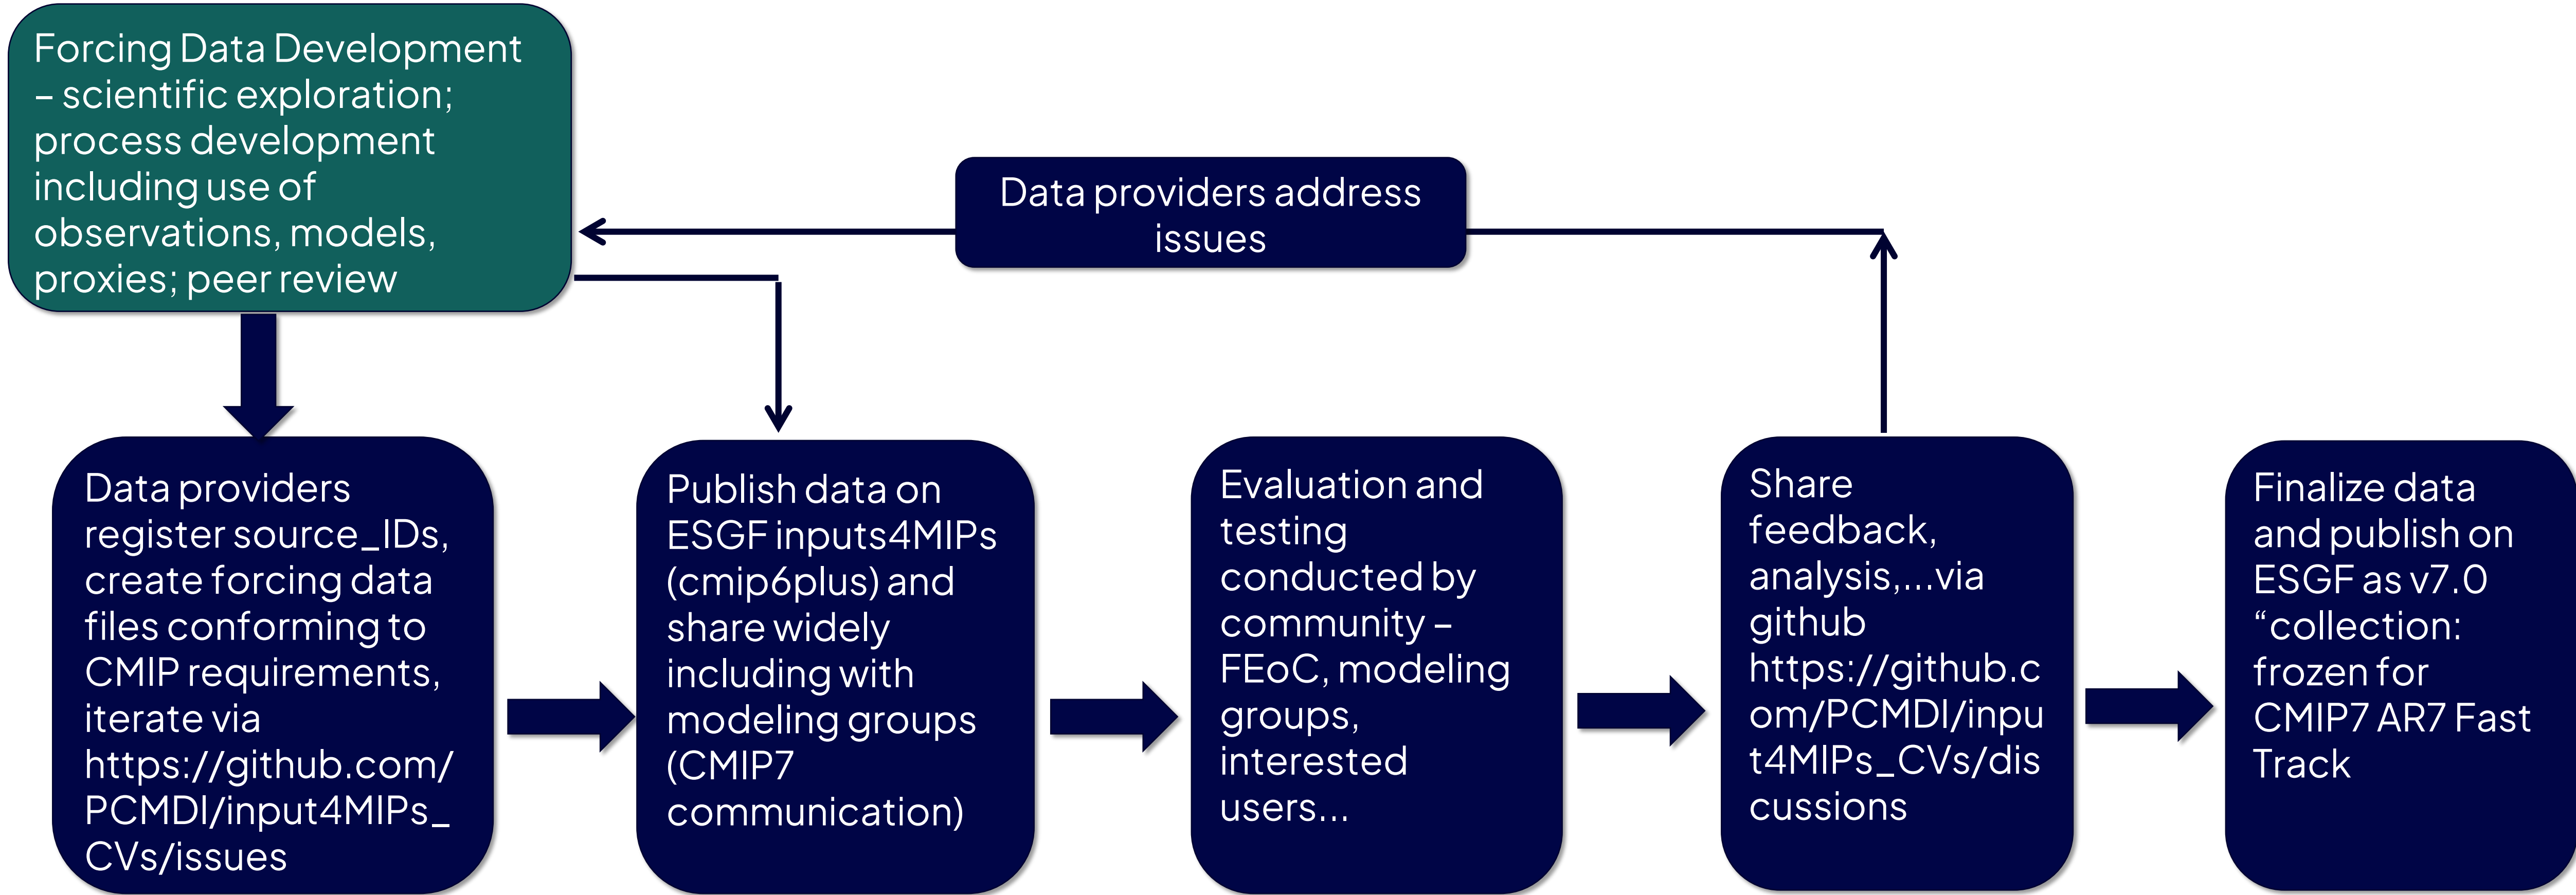 Forcing Data Development
– scientific exploration;
process development
including use of
observations, models,
proxies; peer review
Data providers address
issues
Data providers
register source_IDs,
create forcing data
files conforming to
CMIP requirements,
iterate via
https://github.com/
PCMDI/input4MIPs_
CVs/issues
Publish data on
ESGF inputs4MIPs
(cmip6plus) and
share widely
including with
modeling groups
(CMIP7
communication)
Evaluation and
testing
conducted by
community –
FEoC, modeling
groups,
interested
users...
Share
feedback,
analysis,...via
github
https://github.c
om/PCMDI/inpu
t4MIPs_CVs/dis
cussions
Finalize data
and publish on
ESGF as v7.0
“collection:
frozen for
CMIP7 AR7 Fast
Track